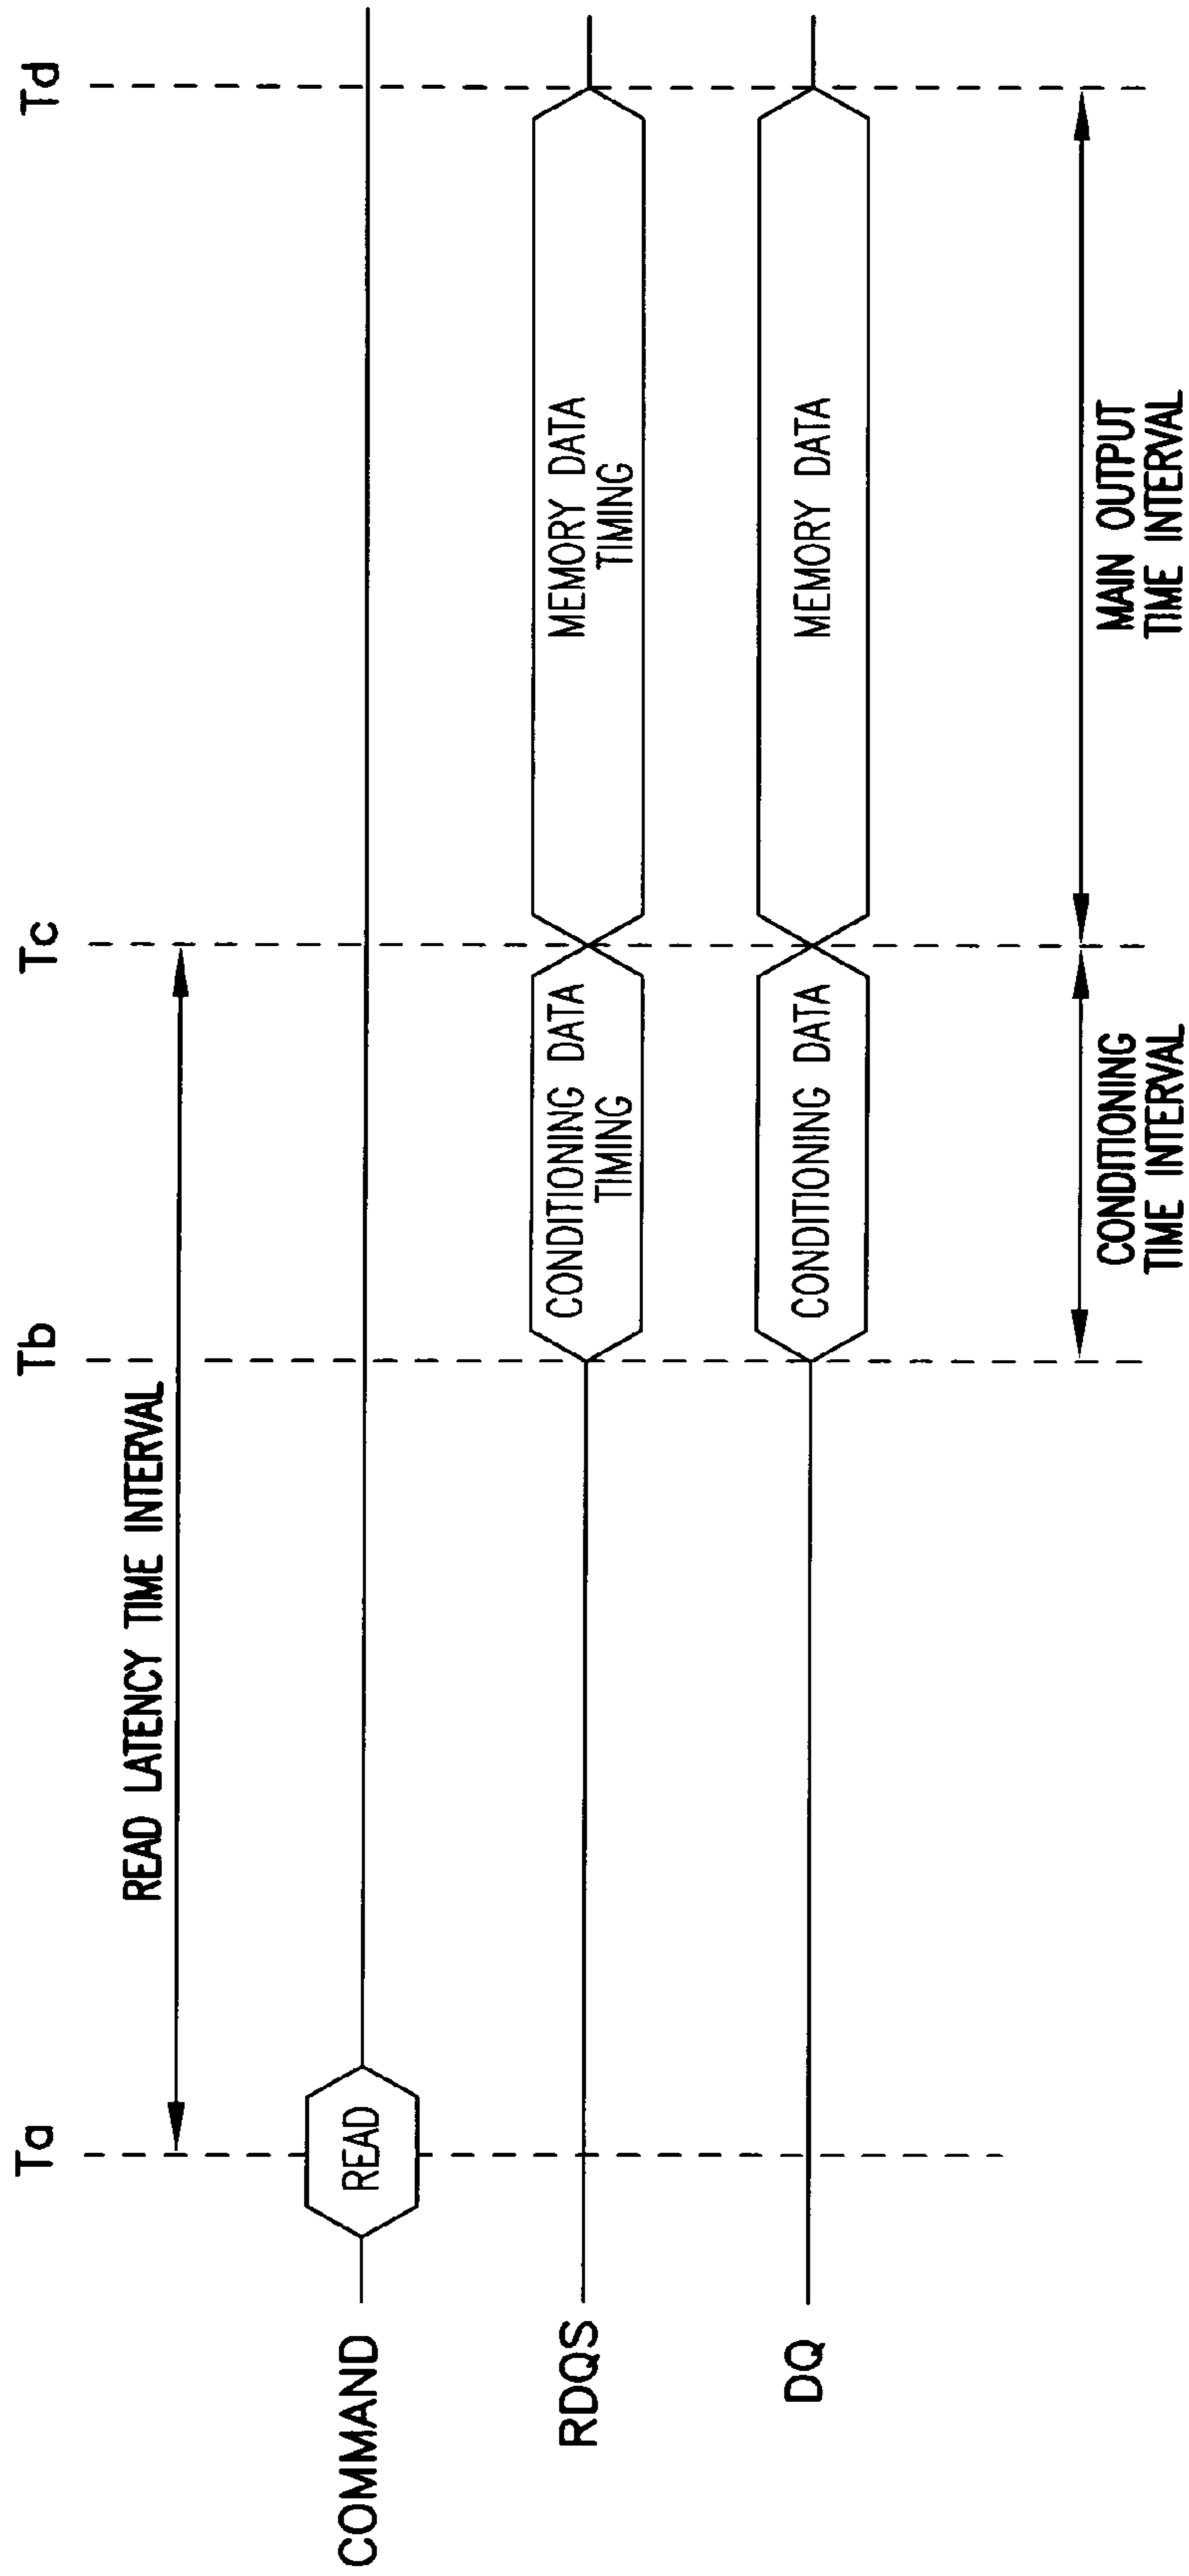 Ta
Tb
Tc
Td
READ LATENCY TIME INTERVAL
COMMAND
READ
RDQS
CONDITIONING DATA
TIMING
MEMORY DATA
TIMING
DQ
CONDITIONING DATA
MEMORY DATA
CONDITIONING
TIME INTERVAL
MAIN OUTPUT
TIME INTERVAL